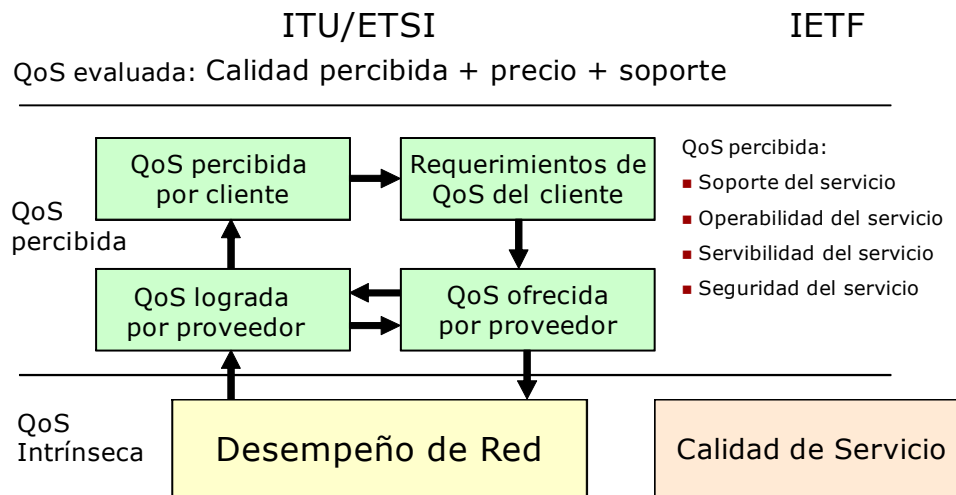 ITU/ETSI
IETF
QoS evaluada: Calidad percibida + precio + soporte
QoS percibida
por cliente
Requerimientos de
QoS del cliente
QoS percibida:
■ Soporte del servicio
■ Operabilidad del servicio
■ Servibilidad del servicio
■ Seguridad del servicio
QoS
percibida
QoS lograda
por proveedor
QoS ofrecida
por proveedor
QoS
Intrínseca
Desempeño de Red
Calidad de Servicio